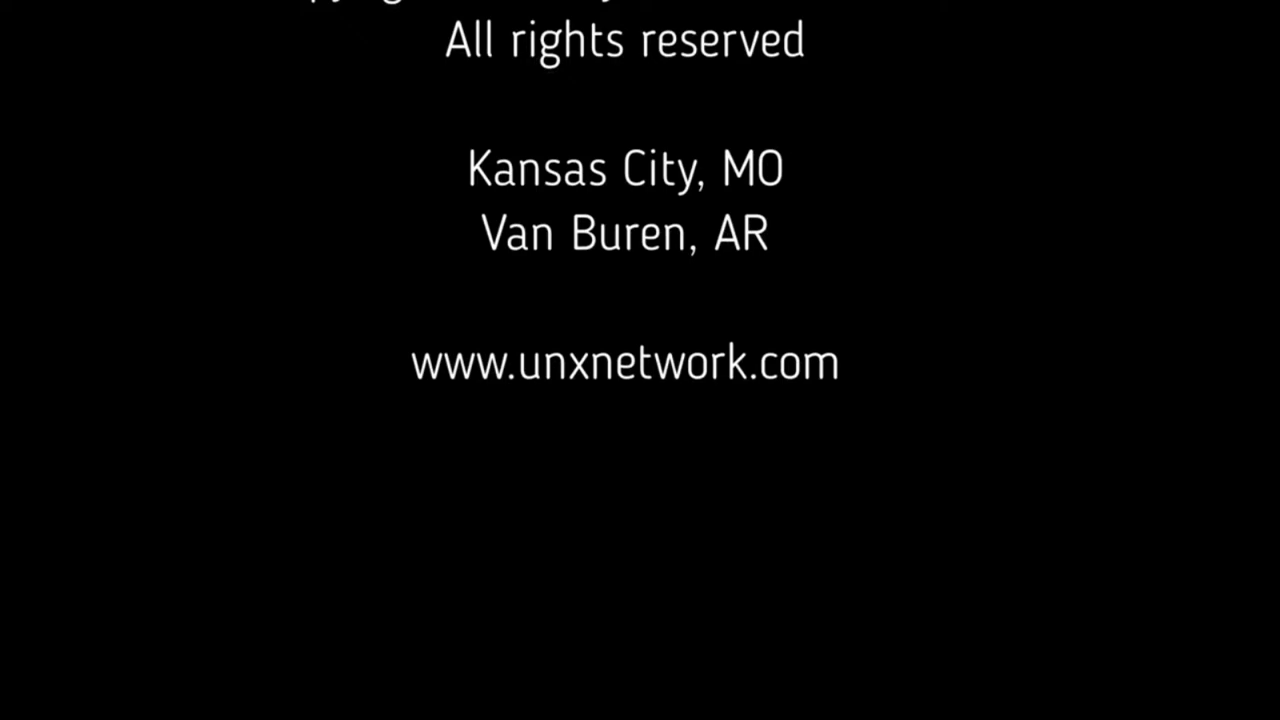 All rights reserved
Kansas City, MO
Van Buren, AR
www.unxnetwork.com